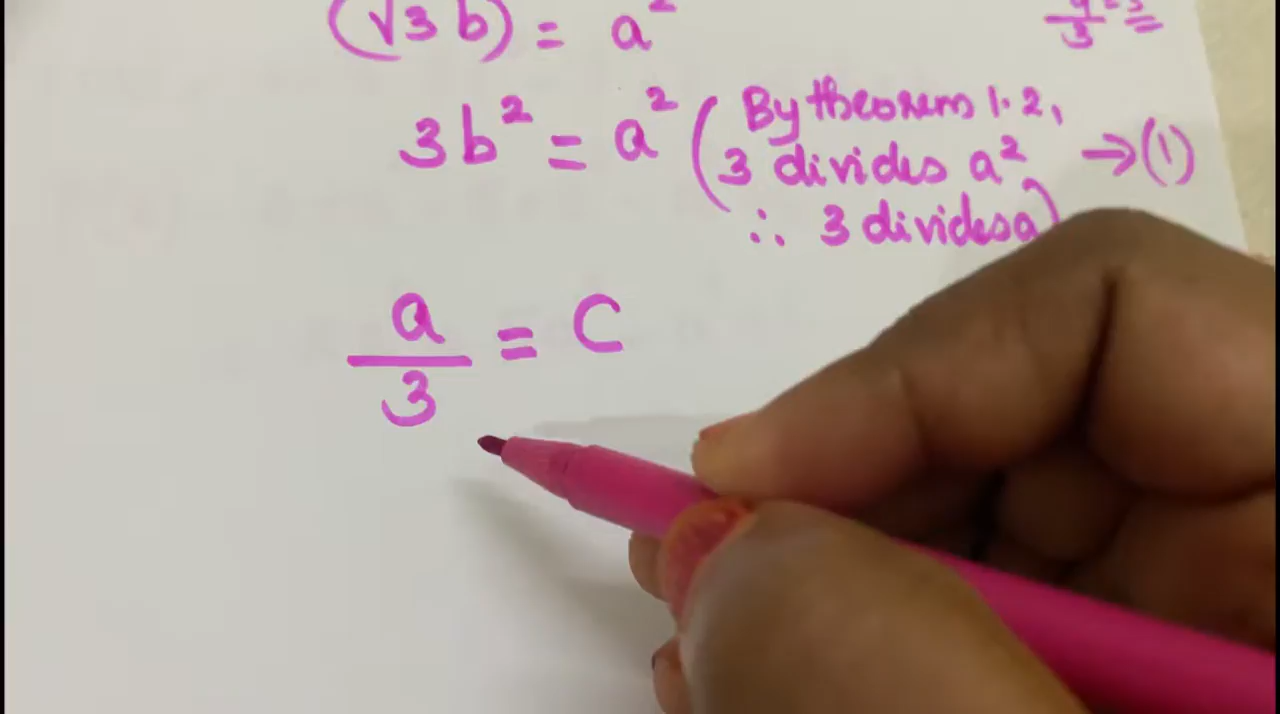 (√3 b) = a²
3b² = a² (By theorem 1.2,
3 divides a² → (1)
∴ 3 divides a)
a/3 = C